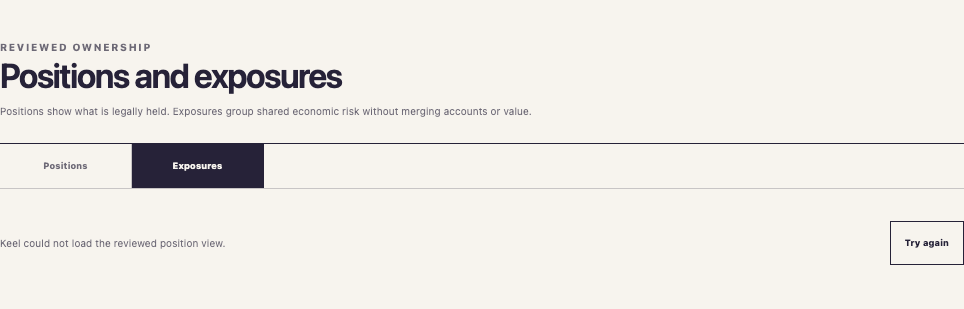 REVIEWED OWNERSHIP
Positions and exposures
Positions show what is legally held. Exposures group shared economic risk without merging accounts or value.
Positions
Exposures
Keel could not load the reviewed position view.
Try again